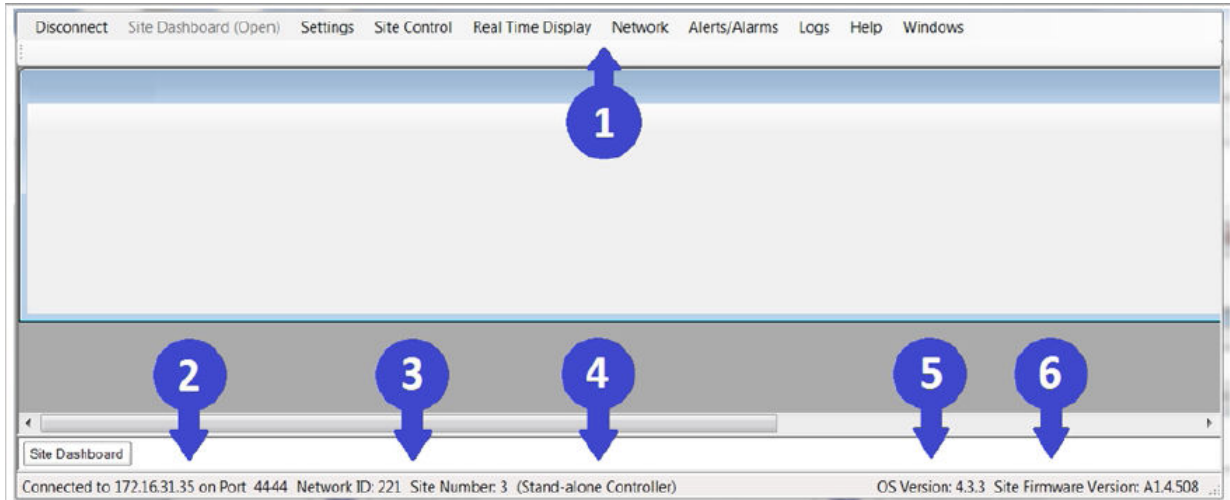 Disconnect Site Dashboard (Open) Settings Site Control Real Time Display Network Alerts/Alarms Logs Help Windows
1
2 3 4 5 6
Site Dashboard
Connected to 172.16.31.35 on Port 4444 Network ID: 221 Site Number: 3 (Stand-alone Controller) OS Version: 4.3.3 Site Firmware Version: A1.4.508